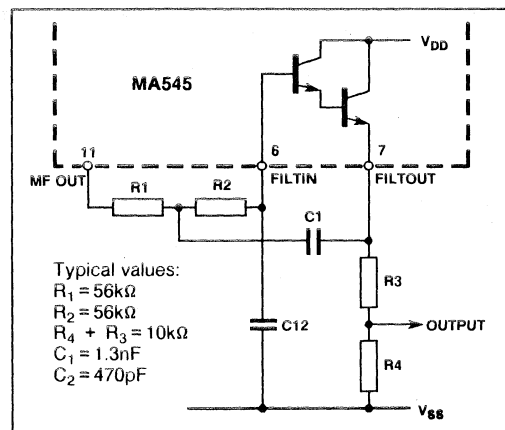 VDD
MA545
11
6
7
MF OUT
FILTIN
FILTOUT
R1
R2
C1
Typical values:
R1 = 56kΩ
R2 = 56kΩ
R4 + R3 = 10kΩ
C1 = 1.3nF
C2 = 470pF
C12
R3
OUTPUT
R4
VSS